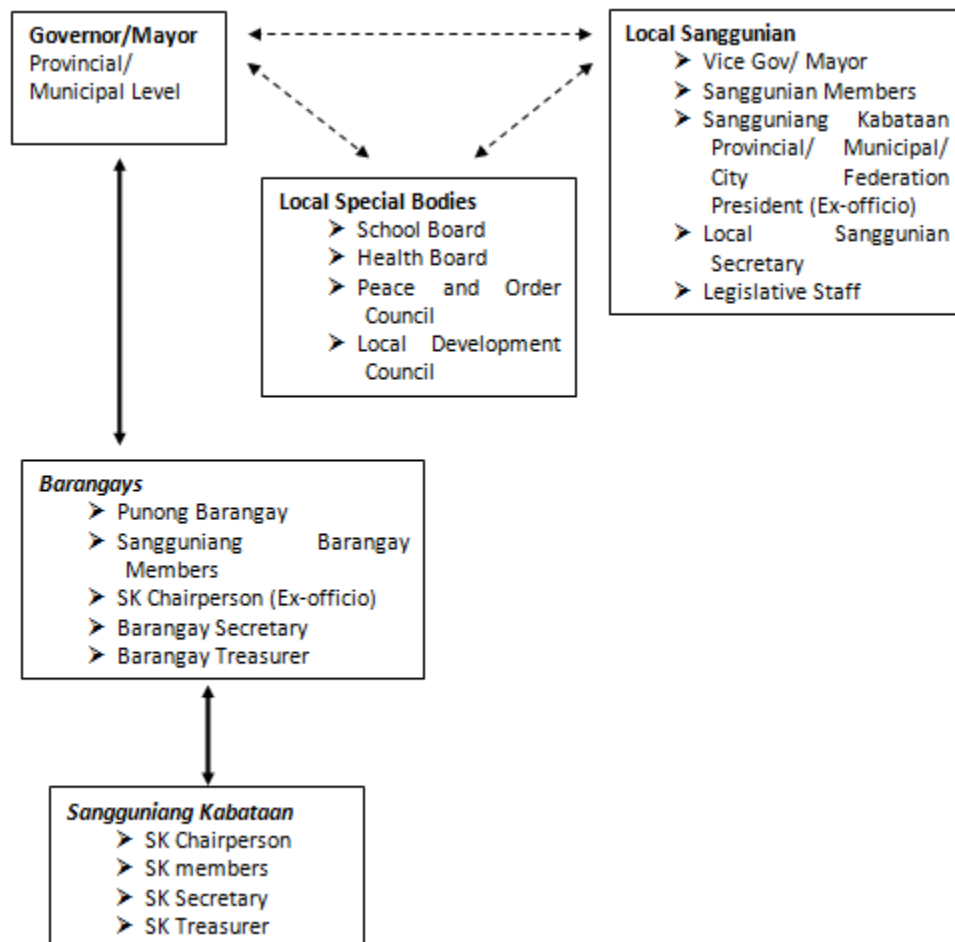 Governor/Mayor
Provincial/
Municipal Level
Local Sanggunian
➤ Vice Gov/ Mayor
➤ Sanggunian Members
➤ Sangguniang Kabataan
Provincial/ Municipal/
City Federation
President (Ex-officio)
➤ Local Sanggunian
Secretary
➤ Legislative Staff
Local Special Bodies
➤ School Board
➤ Health Board
➤ Peace and Order
Council
➤ Local Development
Council
Barangays
➤ Punong Barangay
➤ Sangguniang Barangay
Members
➤ SK Chairperson (Ex-officio)
➤ Barangay Secretary
➤ Barangay Treasurer
Sangguniang Kabataan
➤ SK Chairperson
➤ SK members
➤ SK Secretary
➤ SK Treasurer